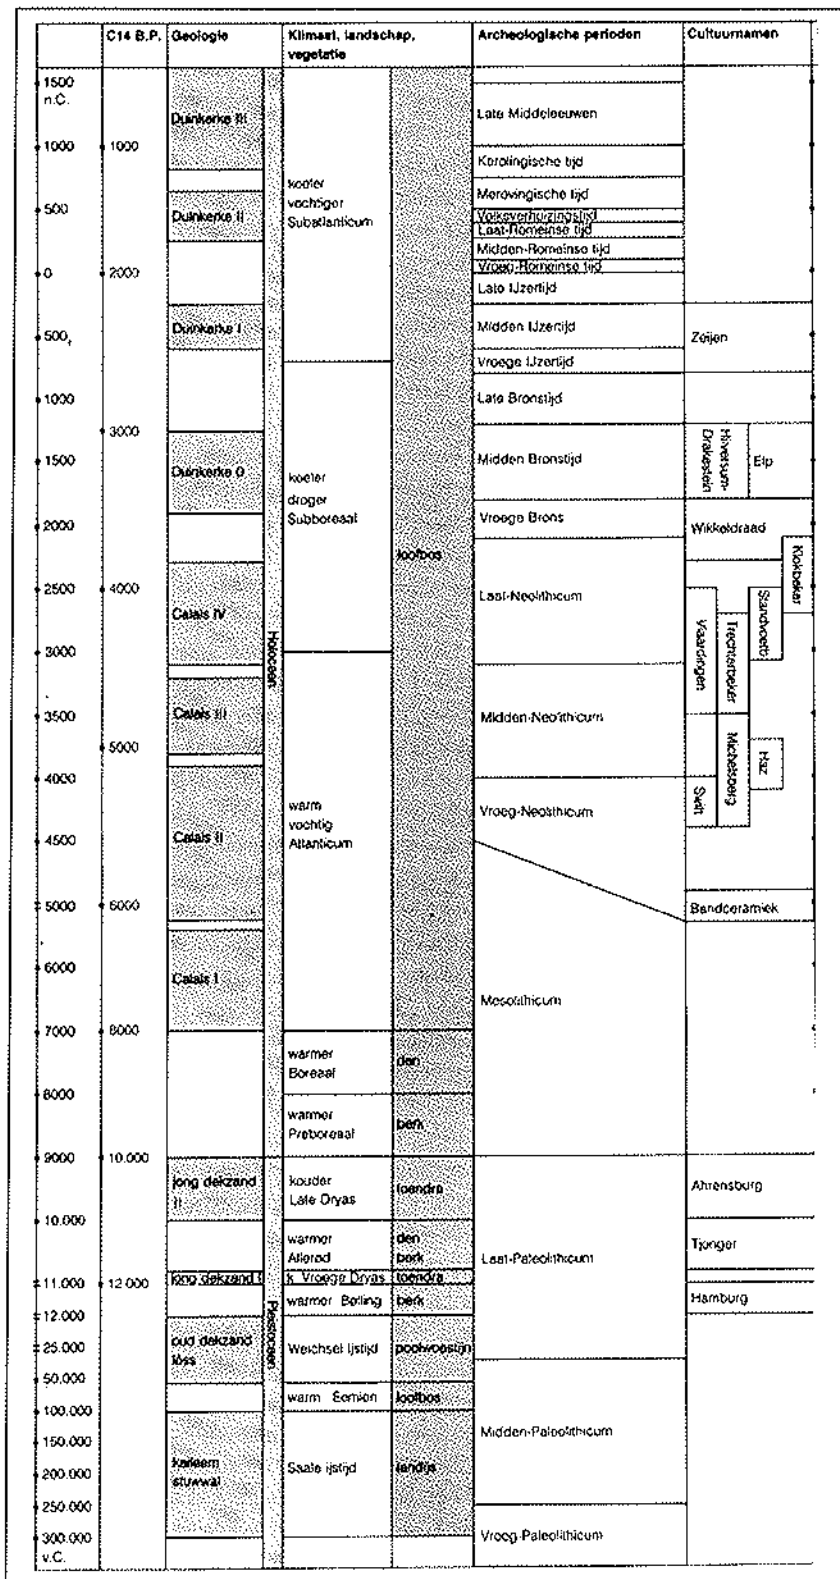 C14 B.P.
Geologie
Klimaat, landschap,
vegetatie
Archeologische perioden
Cultuurnamen
1500
n.C.
1000
500
0
500
1000
1500
2000
2500
3000
3500
4000
4500
5000
6000
7000
8000
9000
10.000
11.000
12.000
25.000
50.000
100.000
150.000
200.000
250.000
300.000
v.C.
1000
2000
3000
4000
5000
6000
8000
10.000
12.000
Duinkerke III
Duinkerke II
Duinkerke I
Duinkerke 0
Calais IV
Calais III
Calais II
Calais I
jong dekzand
II
jong dekzand I
oud dekzand
löss
keileem
stuwwal
Holoceen
Pleistoceen
koeler
vochtiger
Subatlanticum
koeler
droger
Subboreaal
warm
vochtig
Atlanticum
warmer
Boreaal
warmer
Preboreaal
kouder
Late Dryas
warmer
Allerød
k. Vroege Dryas
warmer Bølling
Weichsel ijstijd
warm Eemien
Saale ijstijd
loofbos
den
berk
toendra
den
berk
toendra
berk
poolwoestijn
loofbos
landijs
Late Middeleeuwen
Karolingische tijd
Merovingische tijd
Volksverhuizingstijd
Laat-Romeinse tijd
Midden-Romeinse tijd
Vroeg-Romeinse tijd
Late IJzertijd
Midden IJzertijd
Vroege IJzertijd
Late Bronstijd
Midden Bronstijd
Vroege Brons
Laat-Neolithicum
Midden-Neolithicum
Vroeg-Neolithicum
Mesolithicum
Laat-Paleolithicum
Midden-Paleolithicum
Vroeg-Paleolithicum
Zeijen
Hilversum-
Drakestein
Elp
Wikkeldraad
Klokbeker
Standvoetb
Trechterbeker
Vlaardingen
Haz
Michelsberg
Swift
Bandceramiek
Ahrensburg
Tjonger
Hamburg